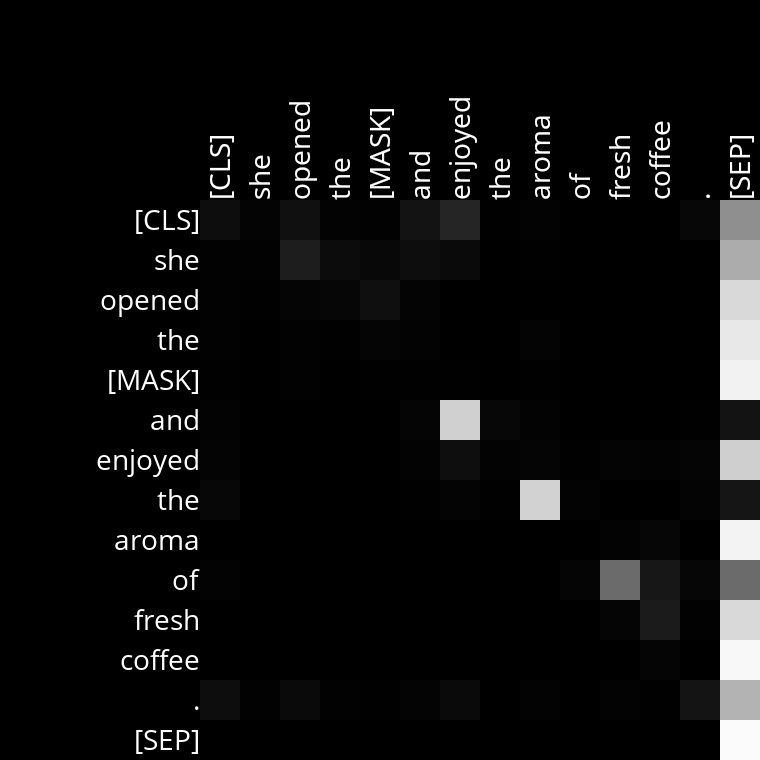 [CLS] she opened the [MASK] and enjoyed the aroma of fresh coffee . [SEP]
[CLS]
she
opened
the
[MASK]
and
enjoyed
the
aroma
of
fresh
coffee
.
[SEP]